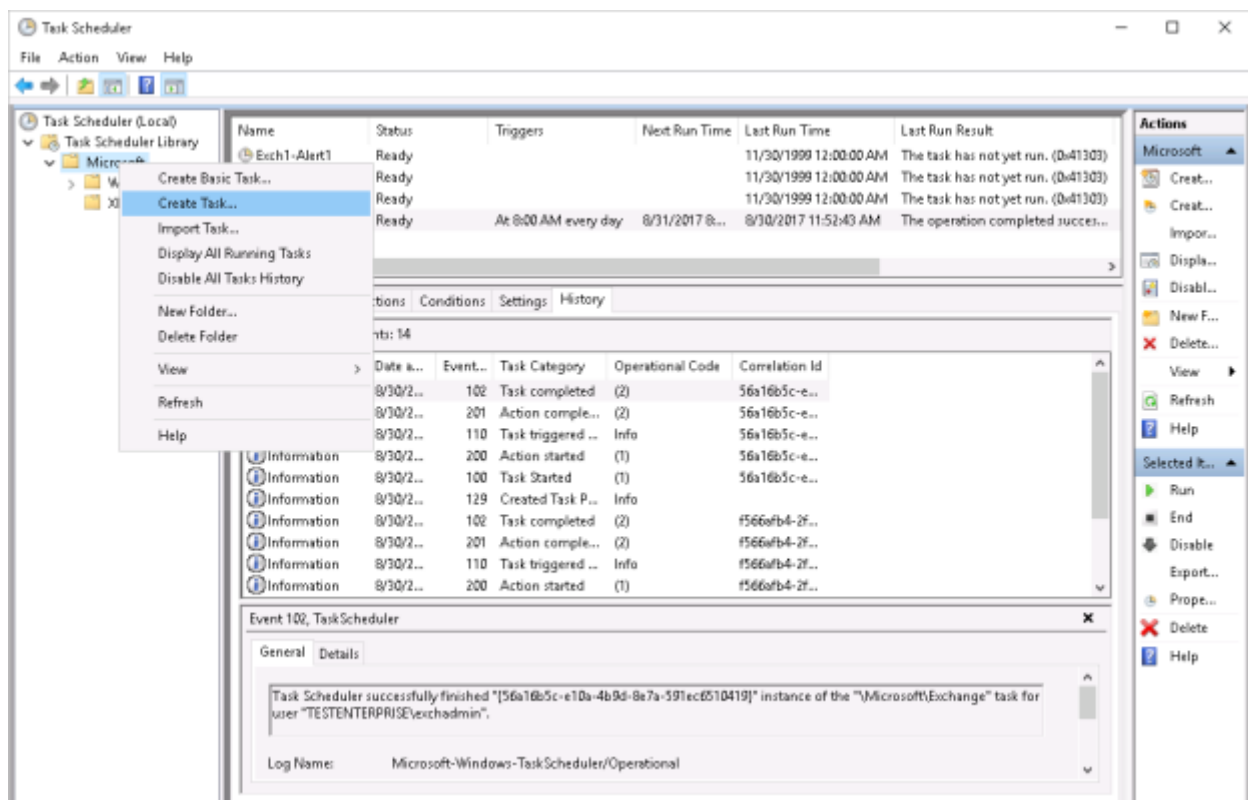 Task Scheduler
File Action View Help
Task Scheduler (Local)
Task Scheduler Library
Microsoft
W
XI
Create Basic Task...
Create Task...
Import Task...
Display All Running Tasks
Disable All Tasks History
New Folder...
Delete Folder
View
Refresh
Help
Name Status Triggers Next Run Time Last Run Time Last Run Result
Exch1-Alert1 Ready 11/30/1999 12:00:00 AM The task has not yet run. (0x41303)
Ready 11/30/1999 12:00:00 AM The task has not yet run. (0x41303)
Ready 11/30/1999 12:00:00 AM The task has not yet run. (0x41303)
Ready At 8:00 AM every day 8/31/2017 8:... 8/30/2017 11:52:43 AM The operation completed succes...
tions Conditions Settings History
nts: 14
Date a... Event... Task Category Operational Code Correlation Id
8/30/2... 102 Task completed (2) 56a16b5c-e...
8/30/2... 201 Action comple... (2) 56a16b5c-e...
8/30/2... 110 Task triggered ... Info 56a16b5c-e...
Information 8/30/2... 200 Action started (1) 56a16b5c-e...
Information 8/30/2... 100 Task Started (1) 56a16b5c-e...
Information 8/30/2... 129 Created Task P... Info
Information 8/30/2... 102 Task completed (2) f566afb4-2f...
Information 8/30/2... 201 Action comple... (2) f566afb4-2f...
Information 8/30/2... 110 Task triggered ... Info f566afb4-2f...
Information 8/30/2... 200 Action started (1) f566afb4-2f...
Event 102, TaskScheduler
General Details
Task Scheduler successfully finished "{56a16b5c-e10a-4b9d-8e7a-591ec6510419}" instance of the "\Microsoft\Exchange" task for
user "TESTENTERPRISE\exchadmin".
Log Name: Microsoft-Windows-TaskScheduler/Operational
Actions
Microsoft
Creat...
Creat...
Impor...
Displa...
Disabl...
New F...
Delete...
View
Refresh
Help
Selected It...
Run
End
Disable
Export...
Prope...
Delete
Help